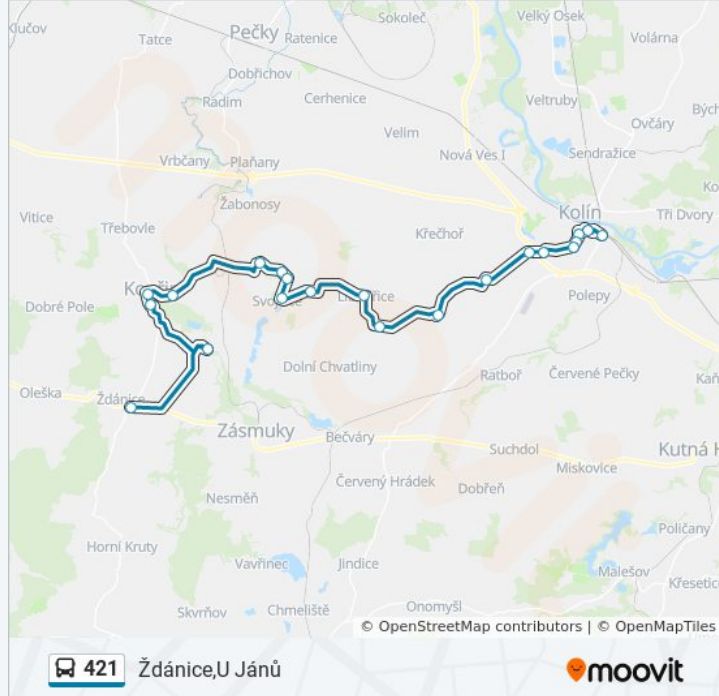 Sokoleč
Velký Osek
Klučov
Tatce
Pečky
Ratenice
Volárna
Dobřichov
Cerhenice
Veltruby
Radim
Ovčáry
Bých
Velim
Nová Ves I
Sendražice
Vrbčany
Plaňany
Žabonosy
Kolín
Tři Dvory
Vitice
Třebovle
Křečhoř
Polepy
Dobré Pole
Dolní Chvatliny
Ratboř
Červené Pečky
Kaň
Oleška
Ždánice
Zásmuky
Bečváry
Suchdol
Kutná H
Miskovice
Červený Hrádek
Dobřeň
Nesměň
Poličany
Horní Kruty
Vavřinec
Jindice
Malešov
Křesetice
Skvrňov
Chmeliště
Onomyšl
© OpenStreetMap contributors | © OpenMapTiles
421 Ždánice,U Jánů
moovit